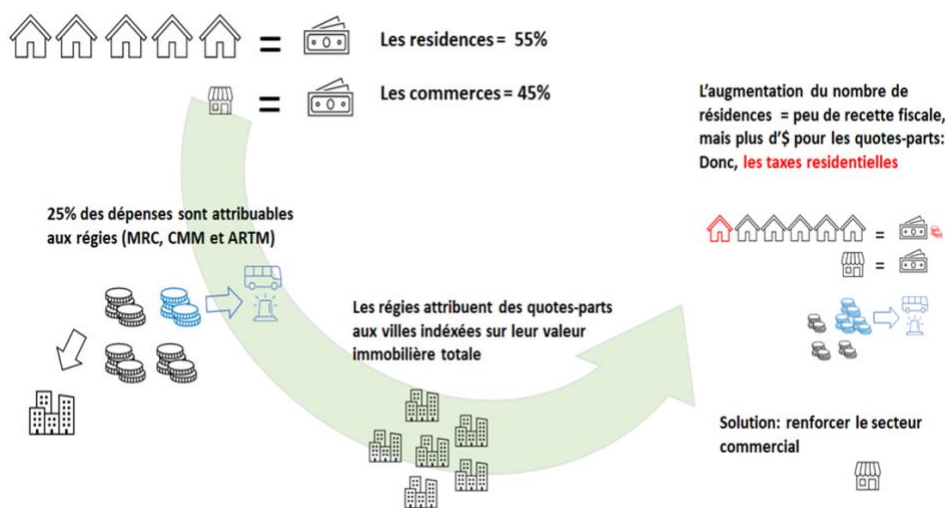 = Les residences = 55%
= Les commerces = 45%
25% des dépenses sont attribuables
aux régies (MRC, CMM et ARTM)
Les régies attribuent des quotes-parts
aux villes indéxées sur leur valeur
immobilière totale
L'augmentation du nombre de
résidences = peu de recette fiscale,
mais plus d'$ pour les quotes-parts:
Donc, les taxes residentielles
=
=
Solution: renforcer le secteur
commercial